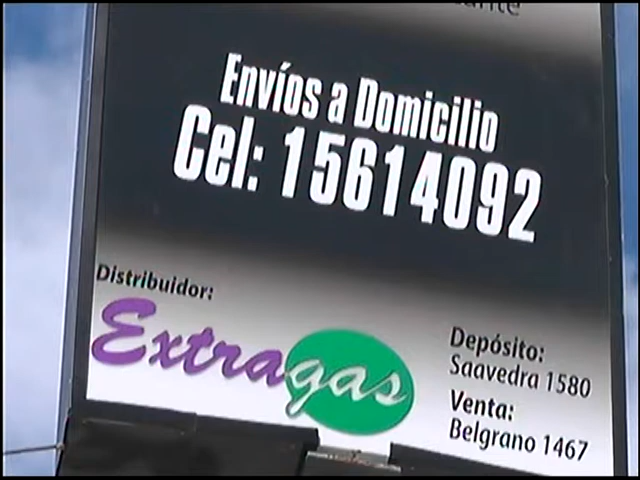 Envíos a Domicilio
Cel: 15614092
Distribuidor:
Extragas
Depósito:
Saavedra 1580
Venta:
Belgrano 1467